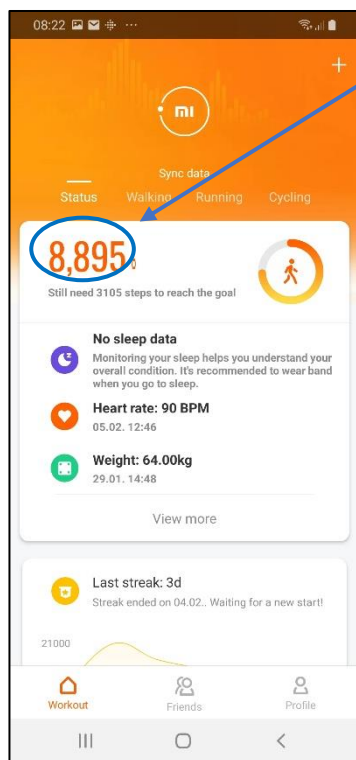 08:22
mi
Sync data
Status Walking Running Cycling
8,895
Still need 3105 steps to reach the goal
No sleep data
Monitoring your sleep helps you understand your
overall condition. It's recommended to wear band
when you go to sleep.
Heart rate: 90 BPM
05.02. 12:46
Weight: 64.00kg
29.01. 14:48
View more
Last streak: 3d
Streak ended on 04.02.. Waiting for a new start!
21000
Workout Friends Profile